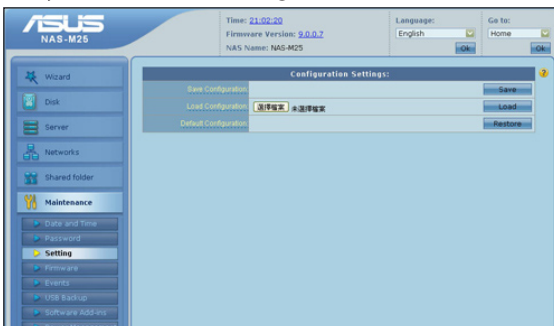 ASUS
NAS-M25
Time: 21:02:20
Firmware Version: 9.0.0.7
NAS Name: NAS-M25
Language:
English
Ok
Go to:
Home
Ok
Wizard
Disk
Server
Networks
Shared folder
Maintenance
Date and Time
Password
Setting
Firmware
Events
USB Backup
Software Add-ins
Configuration Settings:
Save Configuration
Save
Load Configuration
選擇檔案 未選擇檔案
Load
Default Configuration
Restore